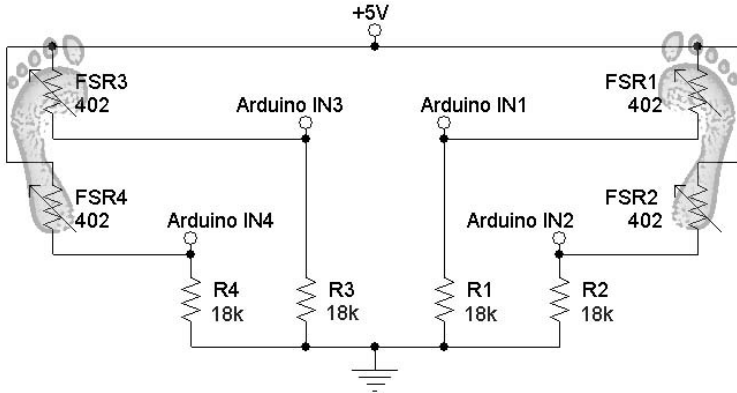 +5V
FSR3
402
Arduino IN3
Arduino IN1
FSR1
402
FSR4
402
Arduino IN4
Arduino IN2
FSR2
402
R4
18k
R3
18k
R1
18k
R2
18k